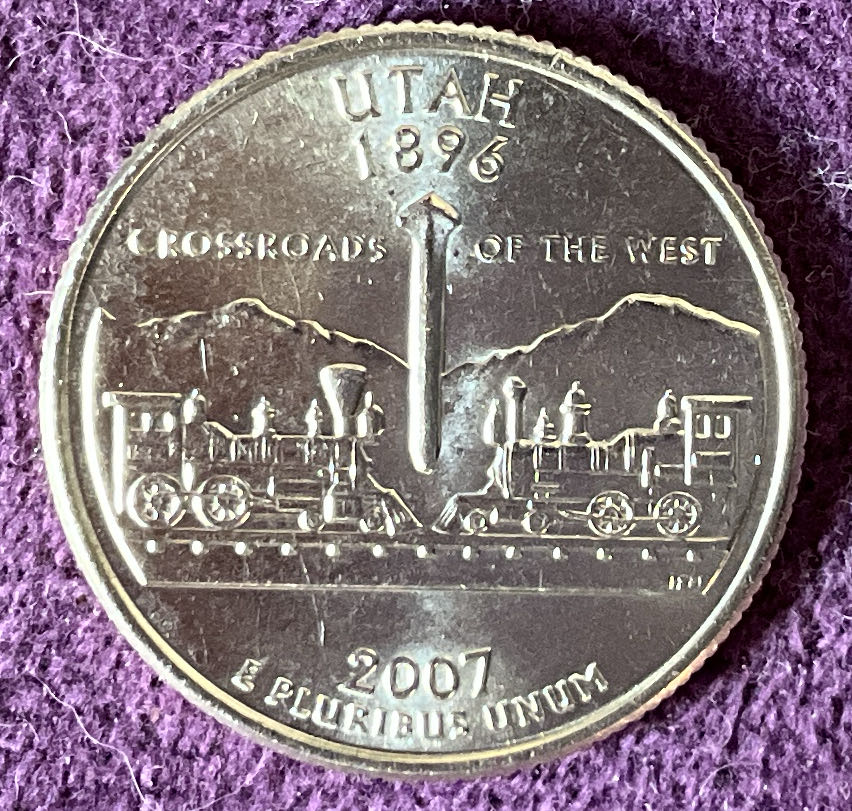 UTAH
1896
CROSSROADS OF THE WEST
2007
E PLURIBUS UNUM